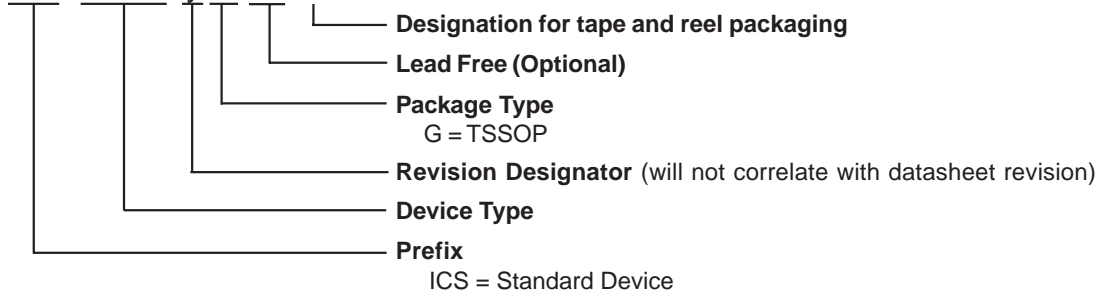 Designation for tape and reel packaging
Lead Free (Optional)
Package Type
G = TSSOP
Revision Designator (will not correlate with datasheet revision)
Device Type
Prefix
ICS = Standard Device